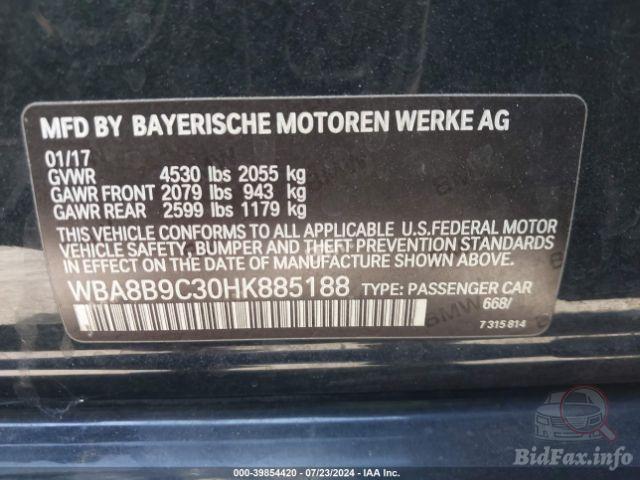 MFD BY BAYERISCHE MOTOREN WERKE AG
01/17
GVWR 4530 lbs 2055 kg
GAWR FRONT 2079 lbs 943 kg
GAWR REAR 2599 lbs 1179 kg
THIS VEHICLE CONFORMS TO ALL APPLICABLE U.S.FEDERAL MOTOR
VEHICLE SAFETY, BUMPER AND THEFT PREVENTION STANDARDS
IN EFFECT ON THE DATE OF MANUFACTURE SHOWN ABOVE.
WBA8B9C30HK885188 TYPE: PASSENGER CAR
668/
7 315 814
BidFax.info
000-39854420 - 07/23/2024 - IAA Inc.